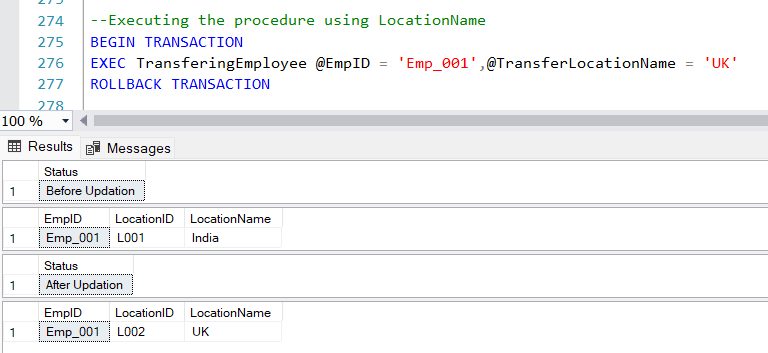 273
274 --Executing the procedure using LocationName
275 BEGIN TRANSACTION
276 EXEC TransferingEmployee @EmpID = 'Emp_001',@TransferLocationName = 'UK'
277 ROLLBACK TRANSACTION
278
100 %
Results Messages
Status
1 Before Updation
EmpID LocationID LocationName
1 Emp_001 L001 India
Status
1 After Updation
EmpID LocationID LocationName
1 Emp_001 L002 UK